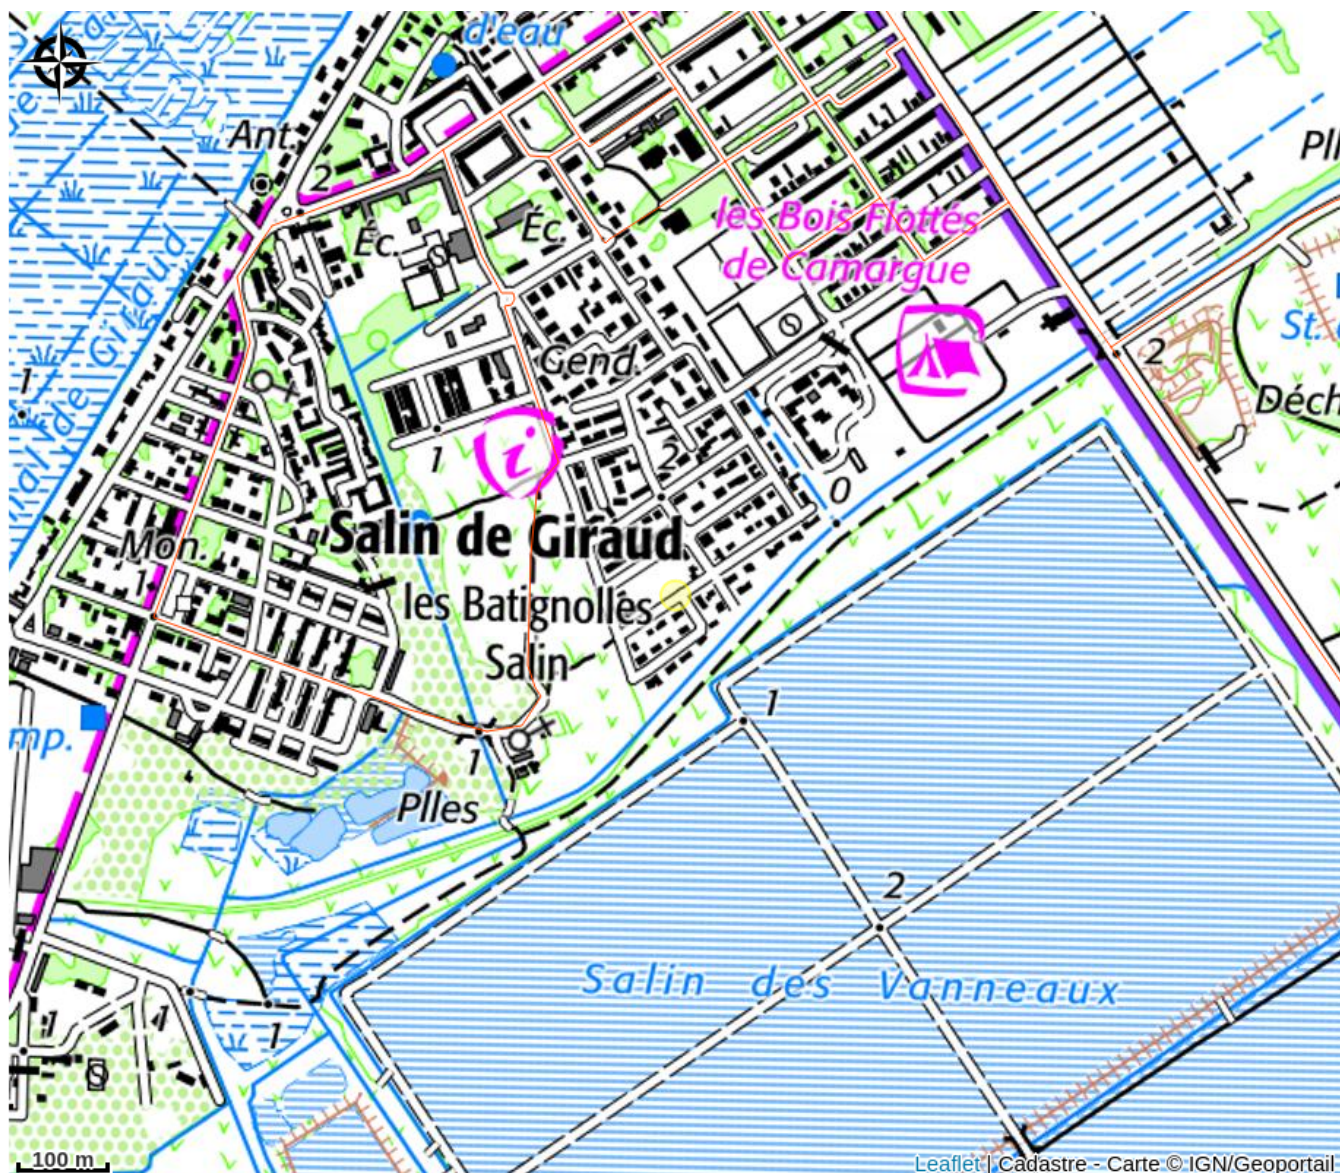 d'eau
Ant.
2
Pll
Éc.
Éc.
les Bois Flottés
de Camargue
de Giraud
St.
1
Gend.
2
Déch
1
i
2
0
Salin de Giraud
Mon.
1
les Batignolles
Salin
1
mp.
1
Plles
2
Salin des Vanneaux
1
1
1
100 m
Leaflet | Cadastre - Carte © IGN/Geoportail